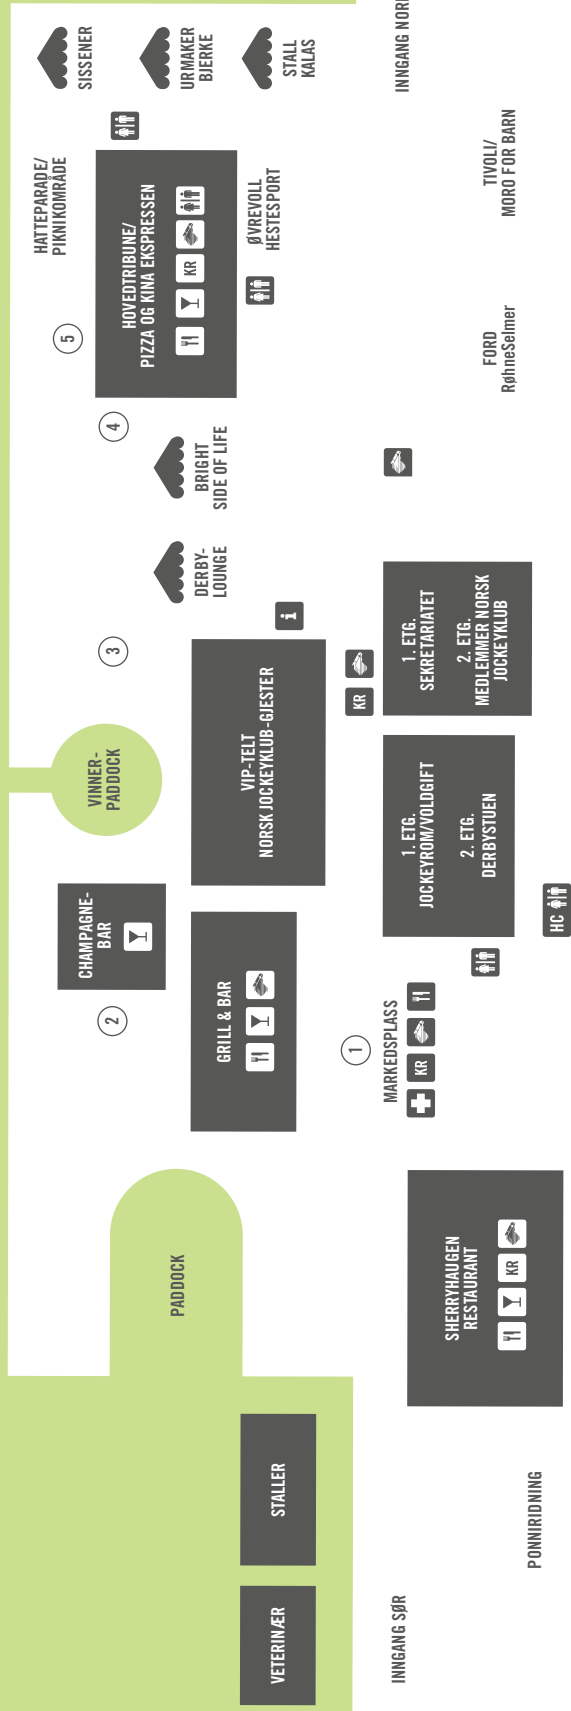 SISSENER
URMAKER
BJERKE
STALL
KALAS
INNGANG NORD
HATTEPARADE/
PIKNIKOMRÅDE
HOVEDTRIBUNE/
PIZZA OG KINA EKSPRESSEN
KR
ØVREVOLL
HESTESPORT
TIVOLI/
MORO FOR BARN
5
4
FORD
RøhneSelmer
BRIGHT
SIDE OF LIFE
DERBY-
LOUNGE
i
3
VINNER-
PADDOCK
VIP-TELT
NORSK JOCKEYKLUB-GJESTER
KR
1. ETG.
SEKRETARIATET
2. ETG.
MEDLEMMER NORSK
JOCKEYKLUB
1. ETG.
JOCKEYROM/VOLDGIFT
2. ETG.
DERBYSTUEN
HC
CHAMPAGNE-
BAR
2
GRILL & BAR
1
MARKEDSPLASS
KR
PADDOCK
SHERRYHAUGEN
RESTAURANT
KR
STALLER
VETERINÆR
PONNIRIDNING
INNGANG SØR